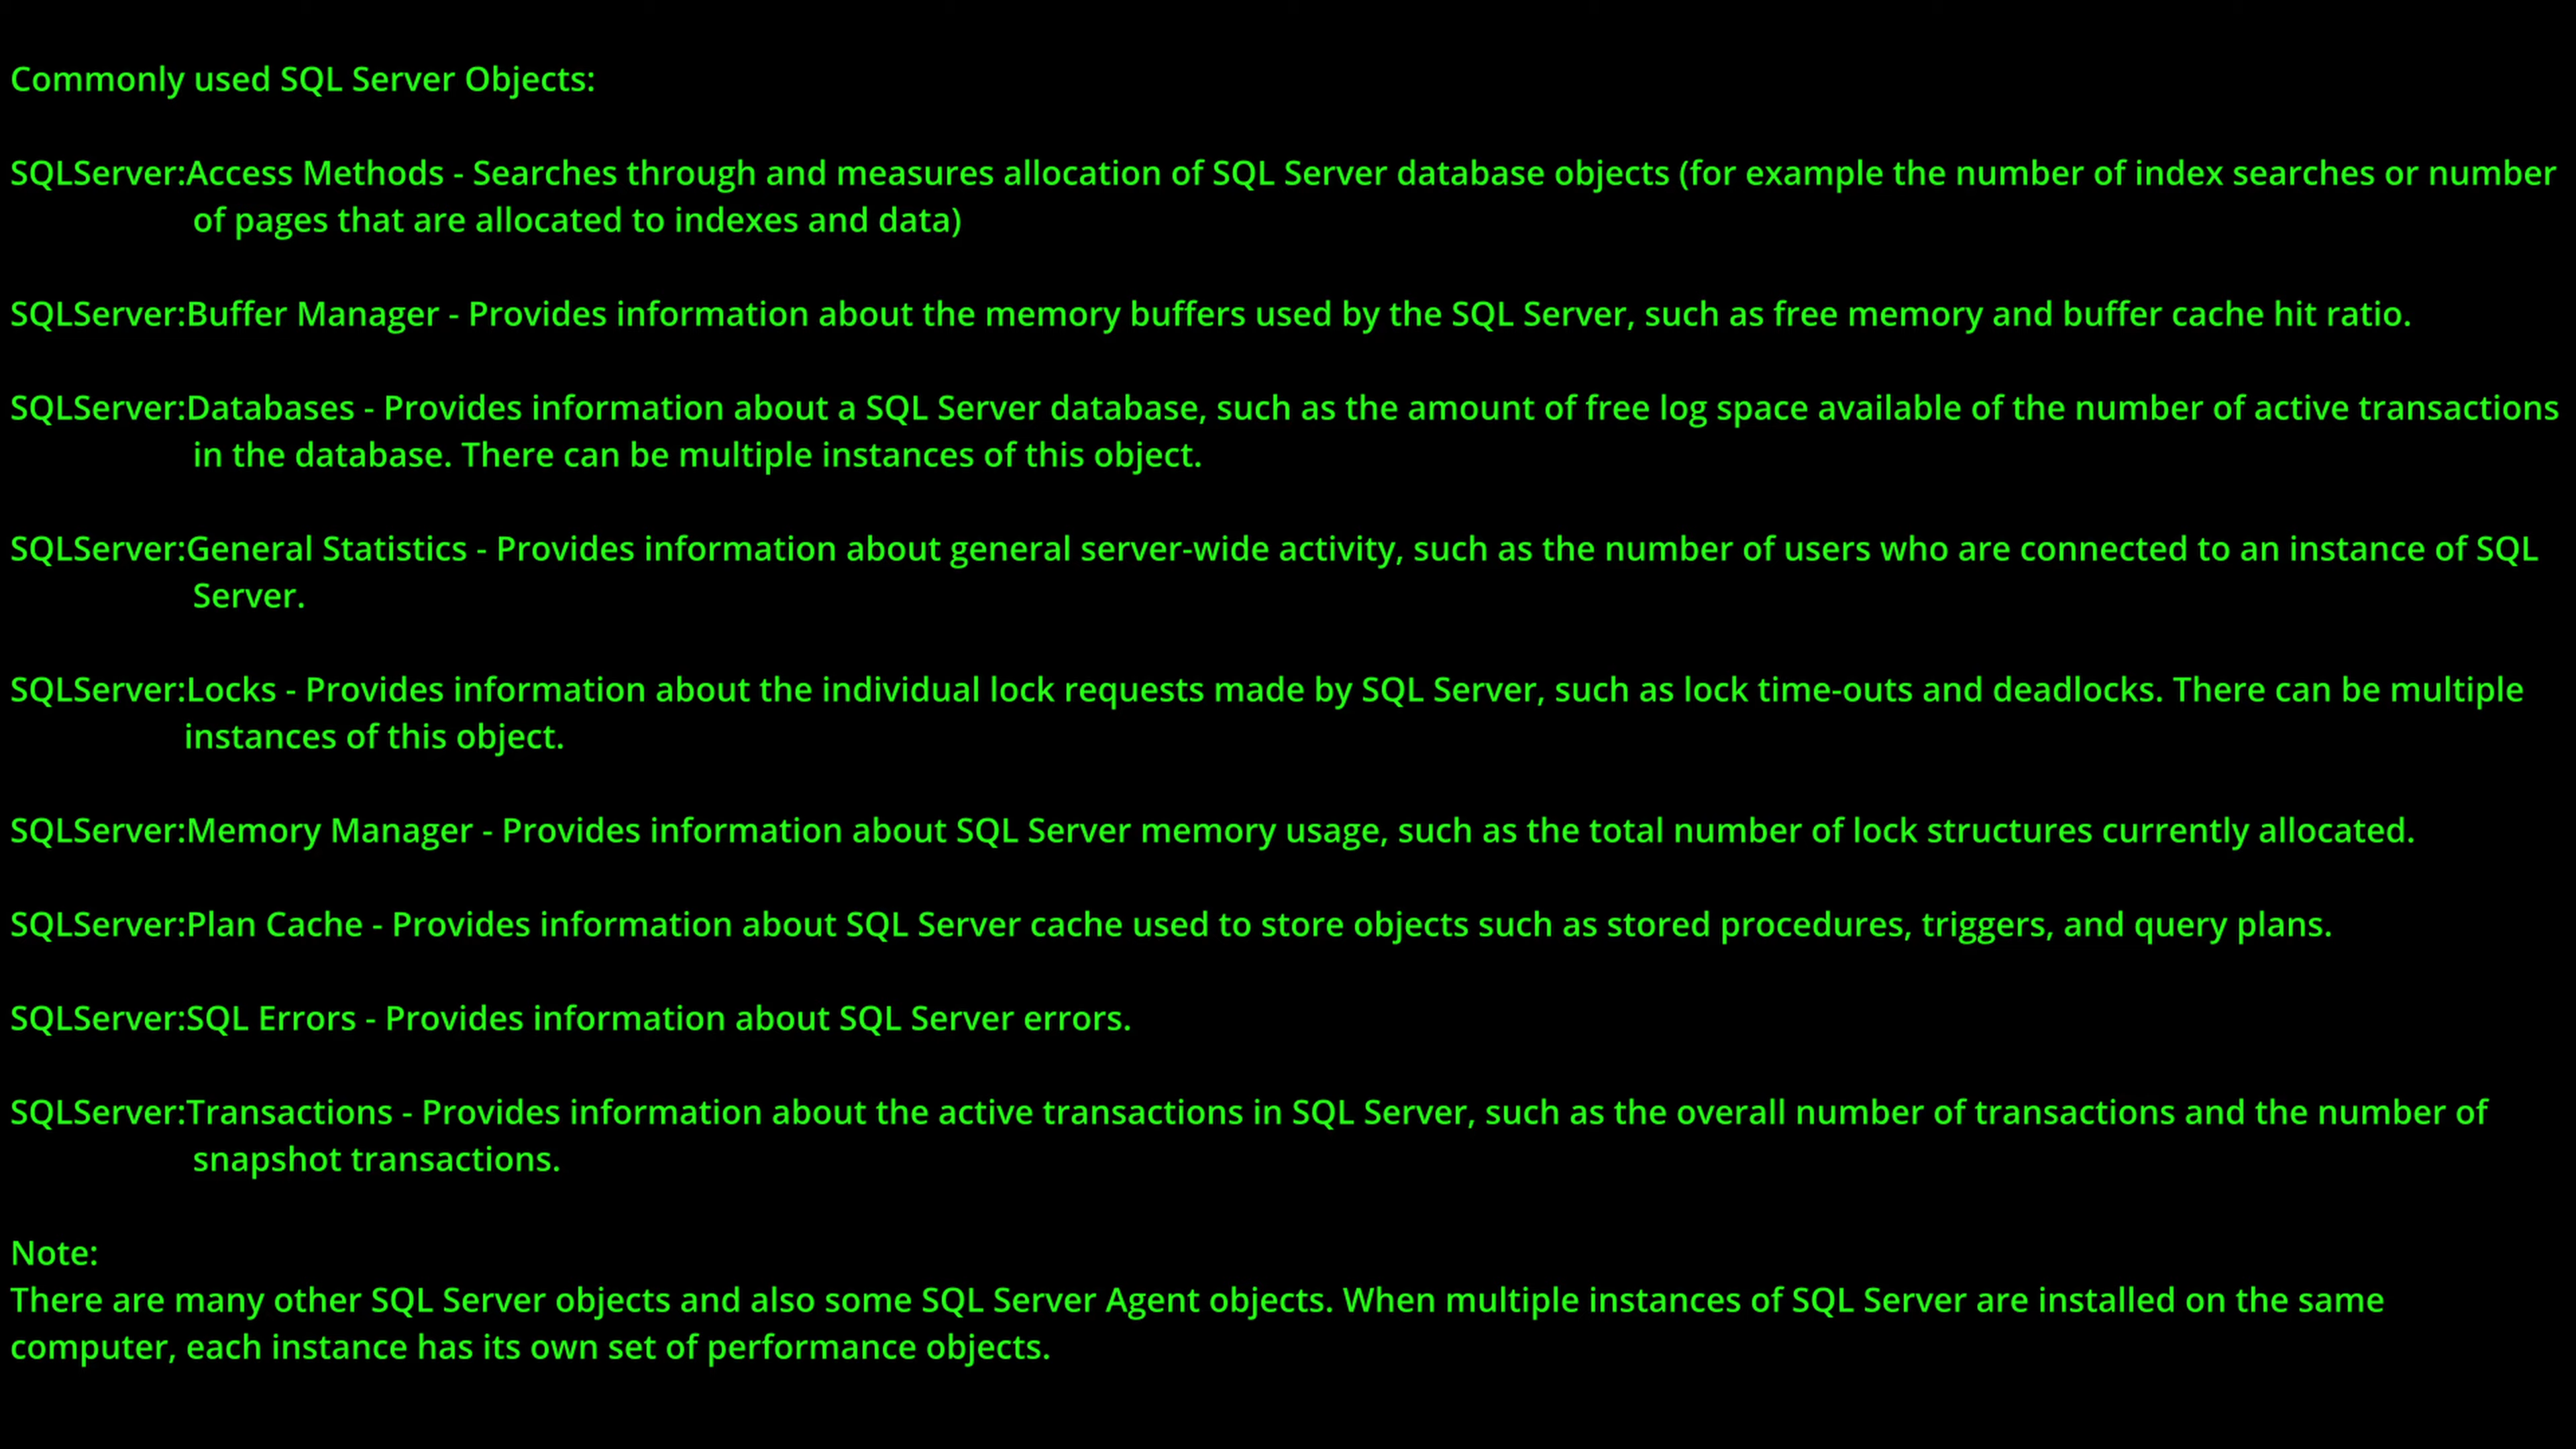 Commonly used SQL Server Objects:
SQLServer:Access Methods - Searches through and measures allocation of SQL Server database objects (for example the number of index searches or number
of pages that are allocated to indexes and data)
SQLServer:Buffer Manager - Provides information about the memory buffers used by the SQL Server, such as free memory and buffer cache hit ratio.
SQLServer:Databases - Provides information about a SQL Server database, such as the amount of free log space available of the number of active transactions
in the database. There can be multiple instances of this object.
SQLServer:General Statistics - Provides information about general server-wide activity, such as the number of users who are connected to an instance of SQL
Server.
SQLServer:Locks - Provides information about the individual lock requests made by SQL Server, such as lock time-outs and deadlocks. There can be multiple
instances of this object.
SQLServer:Memory Manager - Provides information about SQL Server memory usage, such as the total number of lock structures currently allocated.
SQLServer:Plan Cache - Provides information about SQL Server cache used to store objects such as stored procedures, triggers, and query plans.
SQLServer:SQL Errors - Provides information about SQL Server errors.
SQLServer:Transactions - Provides information about the active transactions in SQL Server, such as the overall number of transactions and the number of
snapshot transactions.
Note:
There are many other SQL Server objects and also some SQL Server Agent objects. When multiple instances of SQL Server are installed on the same
computer, each instance has its own set of performance objects.